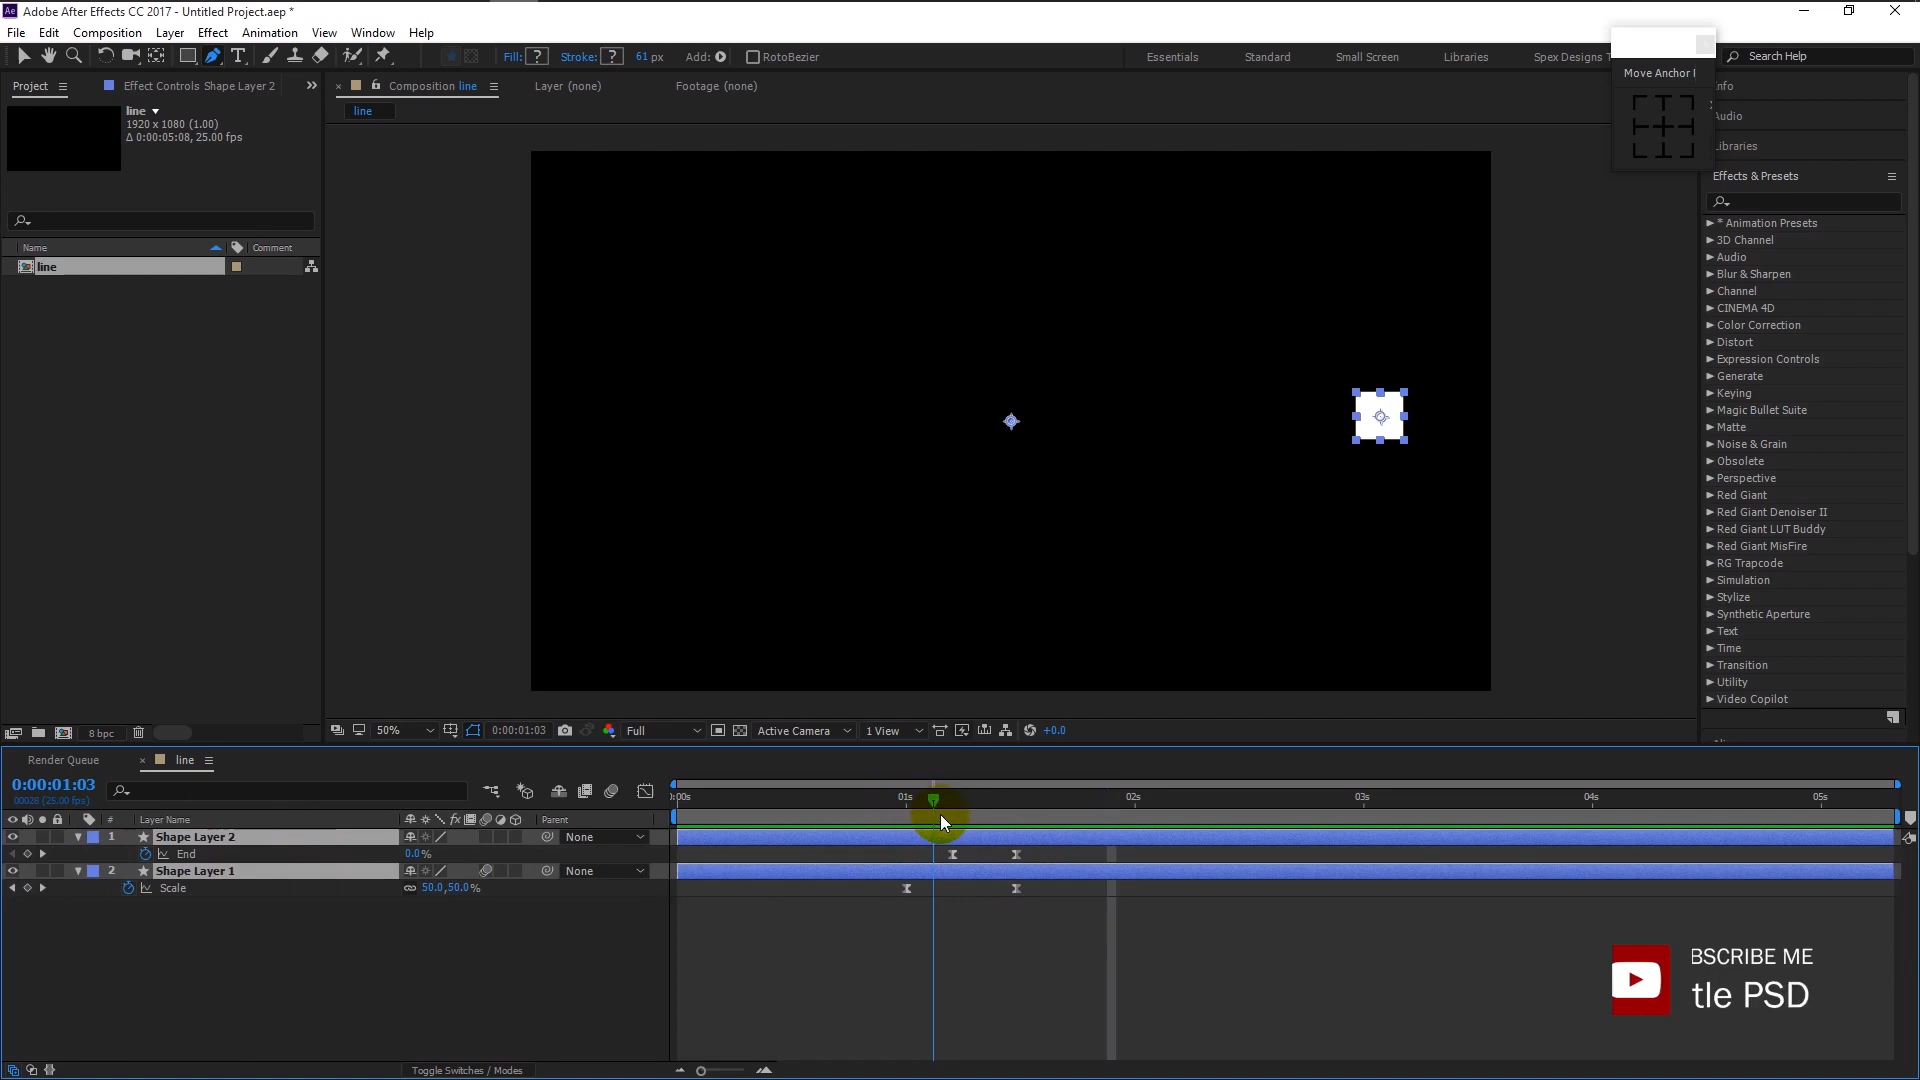 Adobe After Effects CC 2017 - Untitled Project.aep *
File Edit Composition Layer Effect Animation View Window Help
Fill: ? Stroke: ? 61 px Add: RotoBezier Essentials Standard Small Screen Libraries Spex Designs T Search Help
Move Anchor
Project Effect Controls Shape Layer 2
Composition line Layer (none) Footage (none)
line
line
1920 x 1080 (1.00)
Δ 0:00:05:08, 25.00 fps
Name Comment
line
nfo
Audio
Libraries
Effects & Presets
* Animation Presets
3D Channel
Audio
Blur & Sharpen
Channel
CINEMA 4D
Color Correction
Distort
Expression Controls
Generate
Keying
Magic Bullet Suite
Matte
Noise & Grain
Obsolete
Perspective
Red Giant
Red Giant Denoiser II
Red Giant LUT Buddy
Red Giant MisFire
RG Trapcode
Simulation
Stylize
Synthetic Aperture
Text
Time
Transition
Utility
Video Copilot
8 bpc
50% 0:00:01:03 Full Active Camera 1 View +0.0
Render Queue line
0:00:01:03
00028 (25.00 fps)
:00s 01s 02s 03s 04s 05s
# Layer Name Parent
1 Shape Layer 2 None
End 0.0%
2 Shape Layer 1 None
Scale 50.0,50.0%
BSCRIBE ME
tle PSD
Toggle Switches / Modes